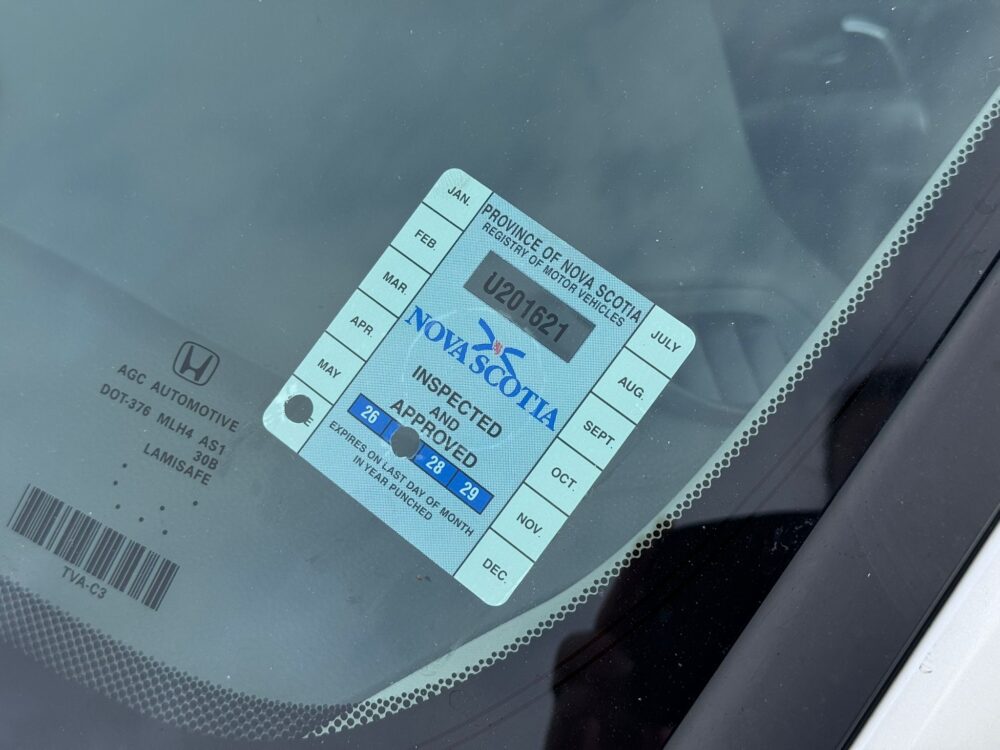 JAN.
FEB.
MAR
APR.
MAY
E
PROVINCE OF NOVA SCOTIA
REGISTRY OF MOTOR VEHICLES
U201621
NOVA SCOTIA
INSPECTED
AND
APPROVED
26 28 29
EXPIRES ON LAST DAY OF MONTH
IN YEAR PUNCHED
JULY
AUG.
SEPT.
OCT.
NOV.
DEC.
AGC AUTOMOTIVE
DOT-376 MLH4 AS1
30B
LAMISAFE
TVA-C3